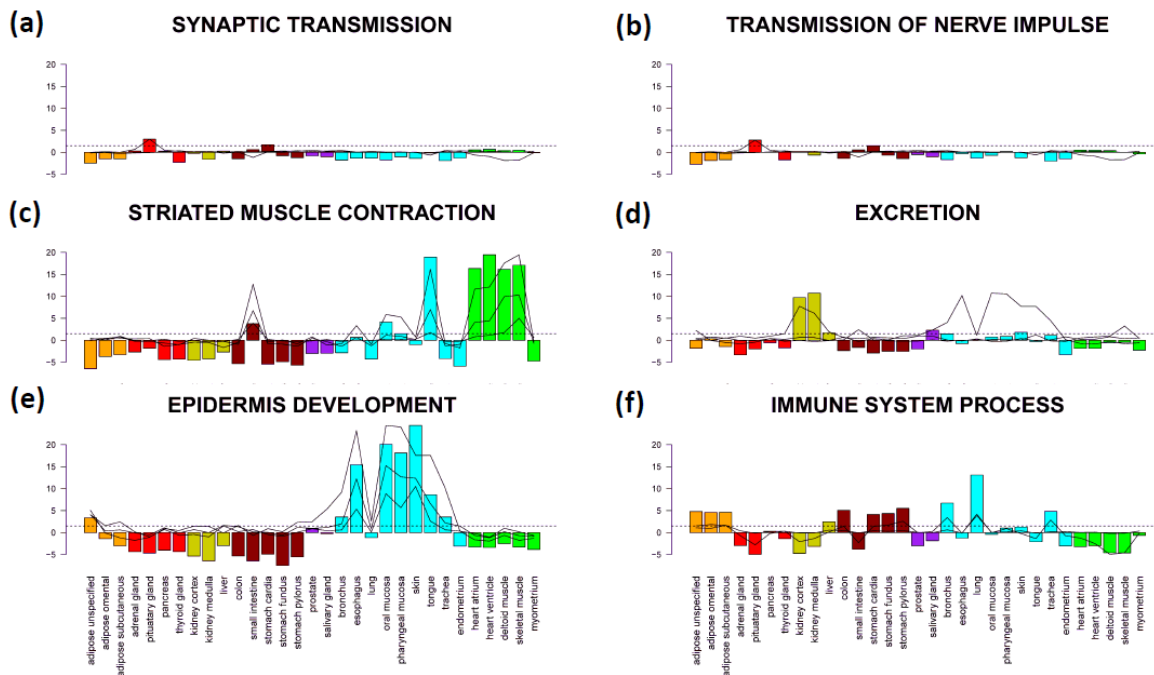 (a) SYNAPTIC TRANSMISSION
20
15
10
5
0
−5
(b) TRANSMISSION OF NERVE IMPULSE
20
15
10
5
0
−5
(c) STRIATED MUSCLE CONTRACTION
20
15
10
5
0
−5
(d) EXCRETION
20
15
10
5
0
−5
(e) EPIDERMIS DEVELOPMENT
20
15
10
5
0
−5
adipose unspecified
adipose omental
adipose subcutaneous
adrenal gland
pituatary gland
pancreas
thyroid gland
kidney cortex
kidney medulla
liver
colon
small intestine
stomach cardia
stomach fundus
stomach pylorus
prostate
salivary gland
bronchus
esophagus
lung
oral mucosa
pharyngeal mucosa
skin
tongue
trachea
endometrium
heart atrium
heart ventricle
deltoid muscle
skeletal muscle
myometrium
(f) IMMUNE SYSTEM PROCESS
20
15
10
5
0
−5
adipose unspecified
adipose omental
adipose subcutaneous
adrenal gland
pituatary gland
pancreas
thyroid gland
kidney cortex
kidney medulla
liver
colon
small intestine
stomach cardia
stomach fundus
stomach pylorus
prostate
salivary gland
bronchus
esophagus
lung
oral mucosa
pharyngeal mucosa
skin
tongue
trachea
endometrium
heart atrium
heart ventricle
deltoid muscle
skeletal muscle
myometrium